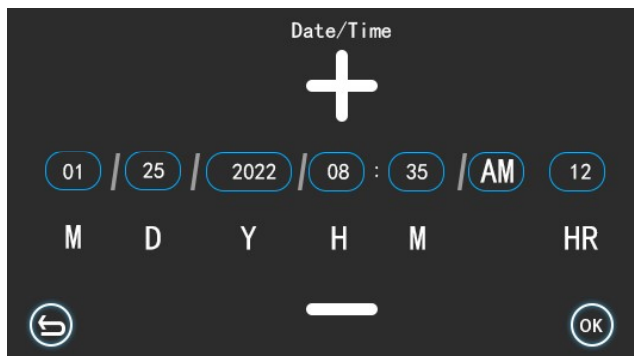 Date/Time
01 / 25 / 2022 / 08 : 35 / AM 12
M D Y H M HR
OK